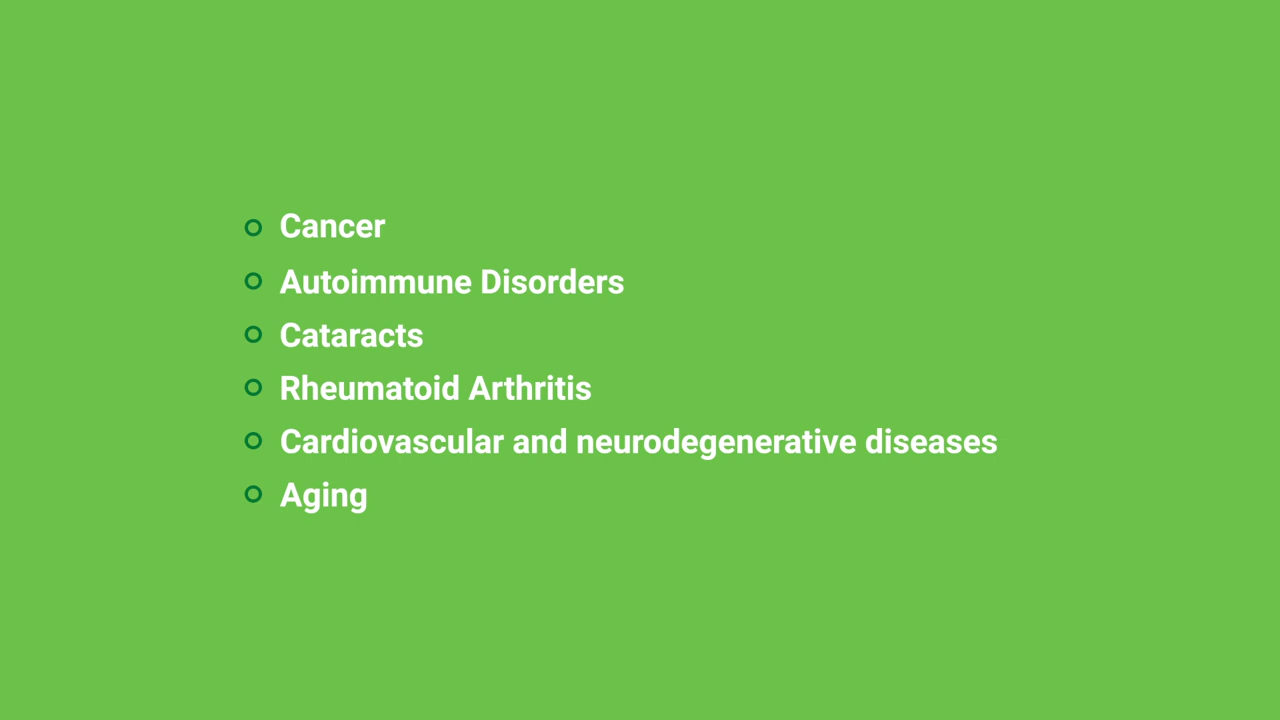 Cancer
Autoimmune Disorders
Cataracts
Rheumatoid Arthritis
Cardiovascular and neurodegenerative diseases
Aging